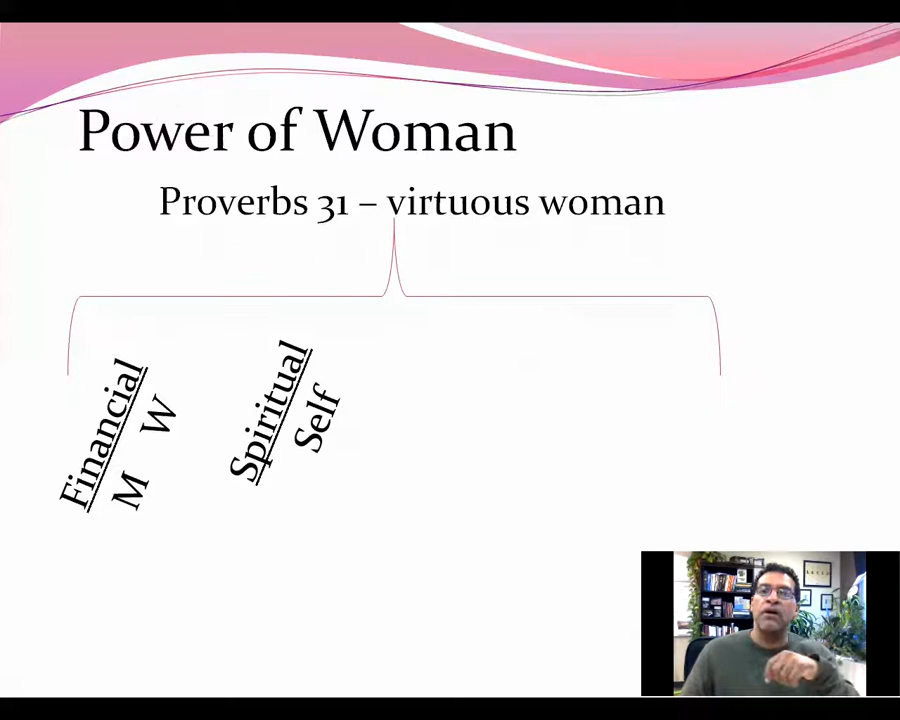 Power of Woman
Proverbs 31 – virtuous woman
Financial
M W
Spiritual
Self